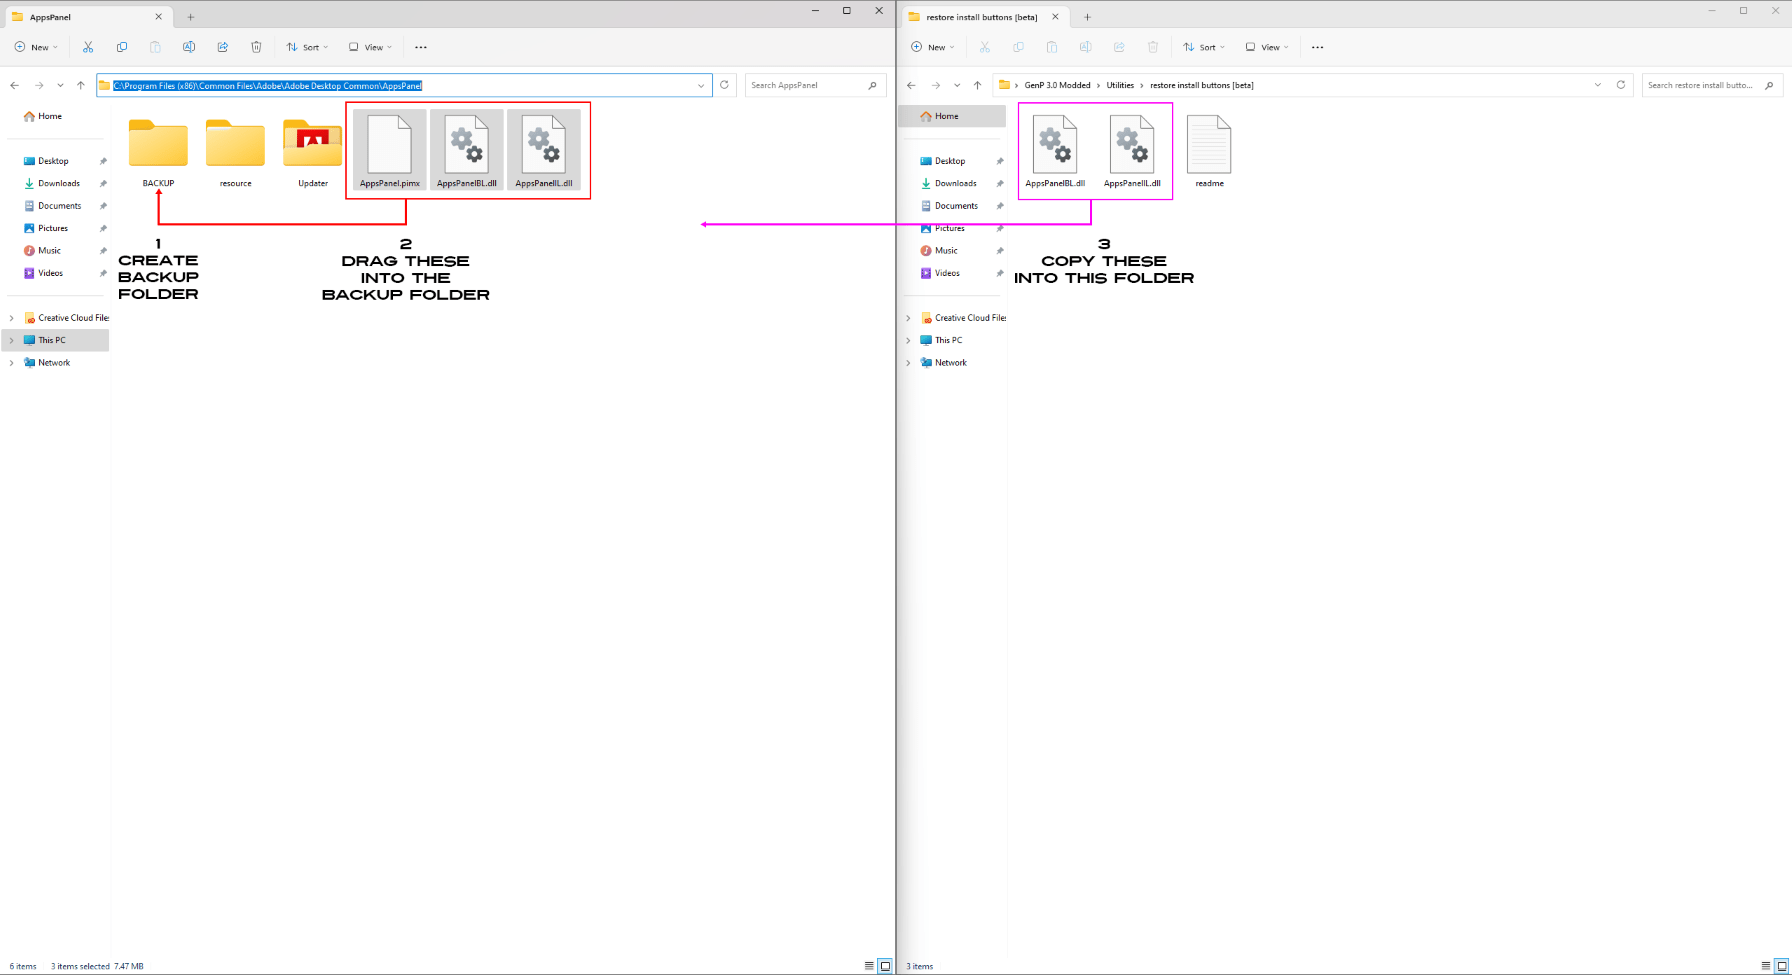 AppsPanel
New
Sort
View
C:\Program Files (x86)\Common Files\Adobe\Adobe Desktop Common\AppsPanel
Search AppsPanel
Home
Desktop
Downloads
Documents
Pictures
Music
Videos
Creative Cloud Files
This PC
Network
BACKUP
resource
Updater
AppsPanel.pimx
AppsPanelBL.dll
AppsPanelIL.dll
1
CREATE
BACKUP
FOLDER
2
DRAG THESE
INTO THE
BACKUP FOLDER
6 items 3 items selected 7.47 MB
restore install buttons [beta]
New
Sort
View
GenP 3.0 Modded > Utilities > restore install buttons [beta]
Search restore install butto...
Home
Desktop
Downloads
Documents
Pictures
Music
Videos
Creative Cloud Files
This PC
Network
AppsPanelBL.dll
AppsPanelIL.dll
readme
3
COPY THESE
INTO THIS FOLDER
3 items